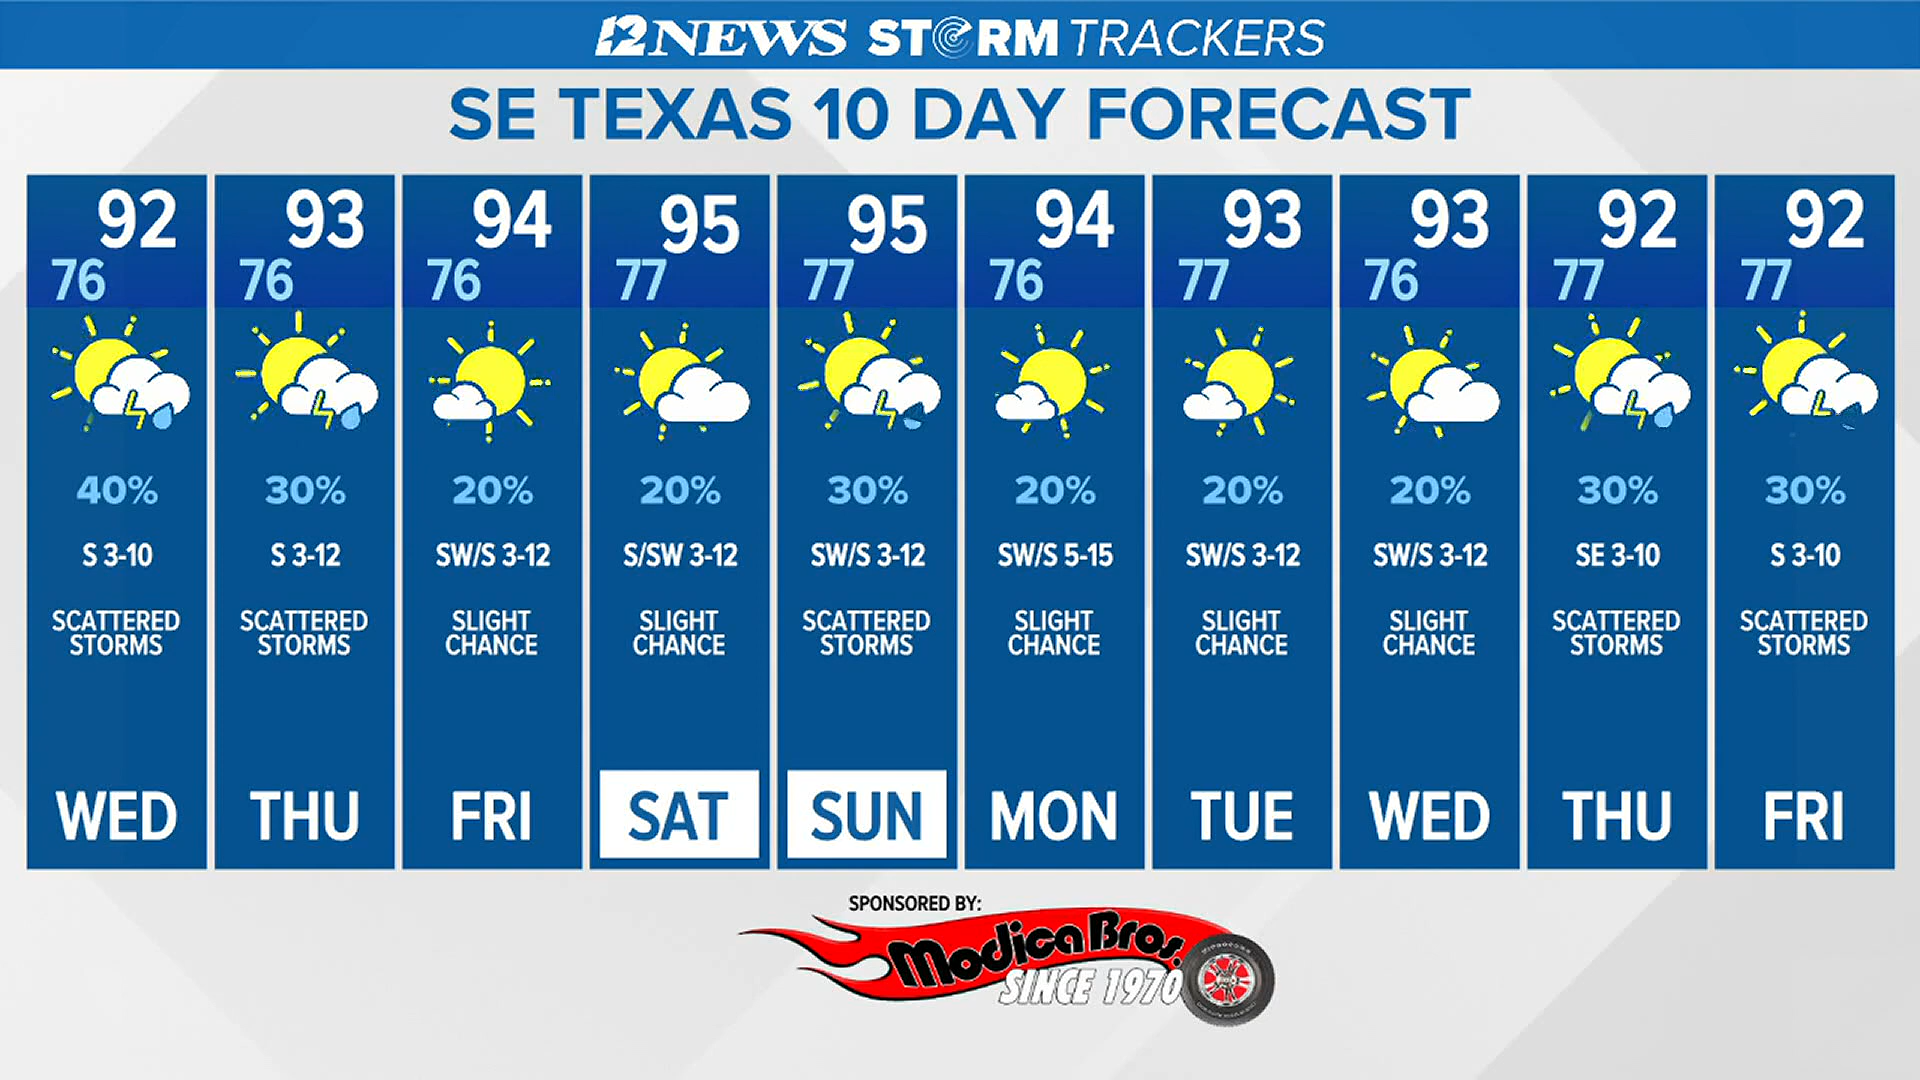 12NEWS STORM TRACKERS
SE TEXAS 10 DAY FORECAST
92
76
40%
S 3-10
SCATTERED
STORMS
WED
93
76
30%
S 3-12
SCATTERED
STORMS
THU
94
76
20%
SW/S 3-12
SLIGHT
CHANCE
FRI
95
77
20%
S/SW 3-12
SLIGHT
CHANCE
SAT
95
77
30%
SW/S 3-12
SCATTERED
STORMS
SUN
94
76
20%
SW/S 5-15
SLIGHT
CHANCE
MON
93
77
20%
SW/S 3-12
SLIGHT
CHANCE
TUE
93
76
20%
SW/S 3-12
SLIGHT
CHANCE
WED
92
77
30%
SE 3-10
SCATTERED
STORMS
THU
92
77
30%
S 3-10
SCATTERED
STORMS
FRI
SPONSORED BY:
Modica Bros.
SINCE 1970